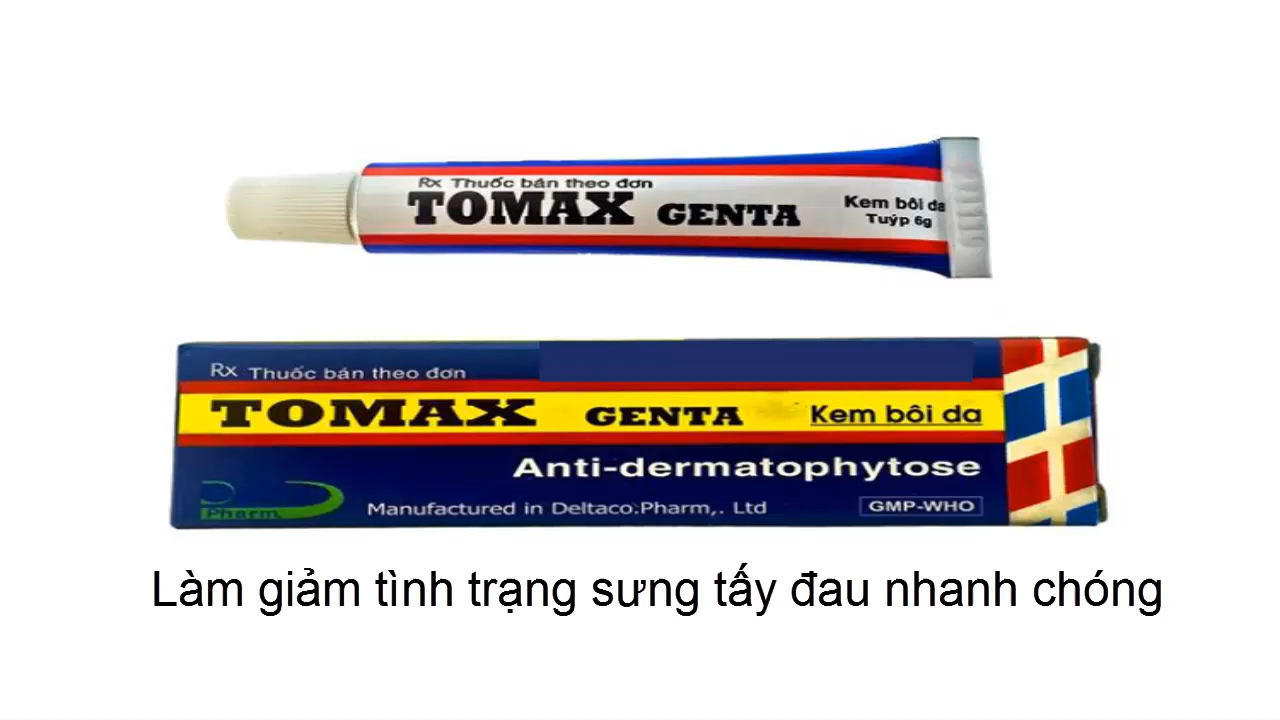 Rx Thuốc bán theo đơn
TOMAX GENTA
Kem bôi da
Tuýp 6g
Rx Thuốc bán theo đơn
TOMAX GENTA Kem bôi da
Anti-dermatophytose
Pharm
Manufactured in Deltaco.Pharm,. Ltd
GMP-WHO
Làm giảm tình trạng sưng tấy đau nhanh chóng